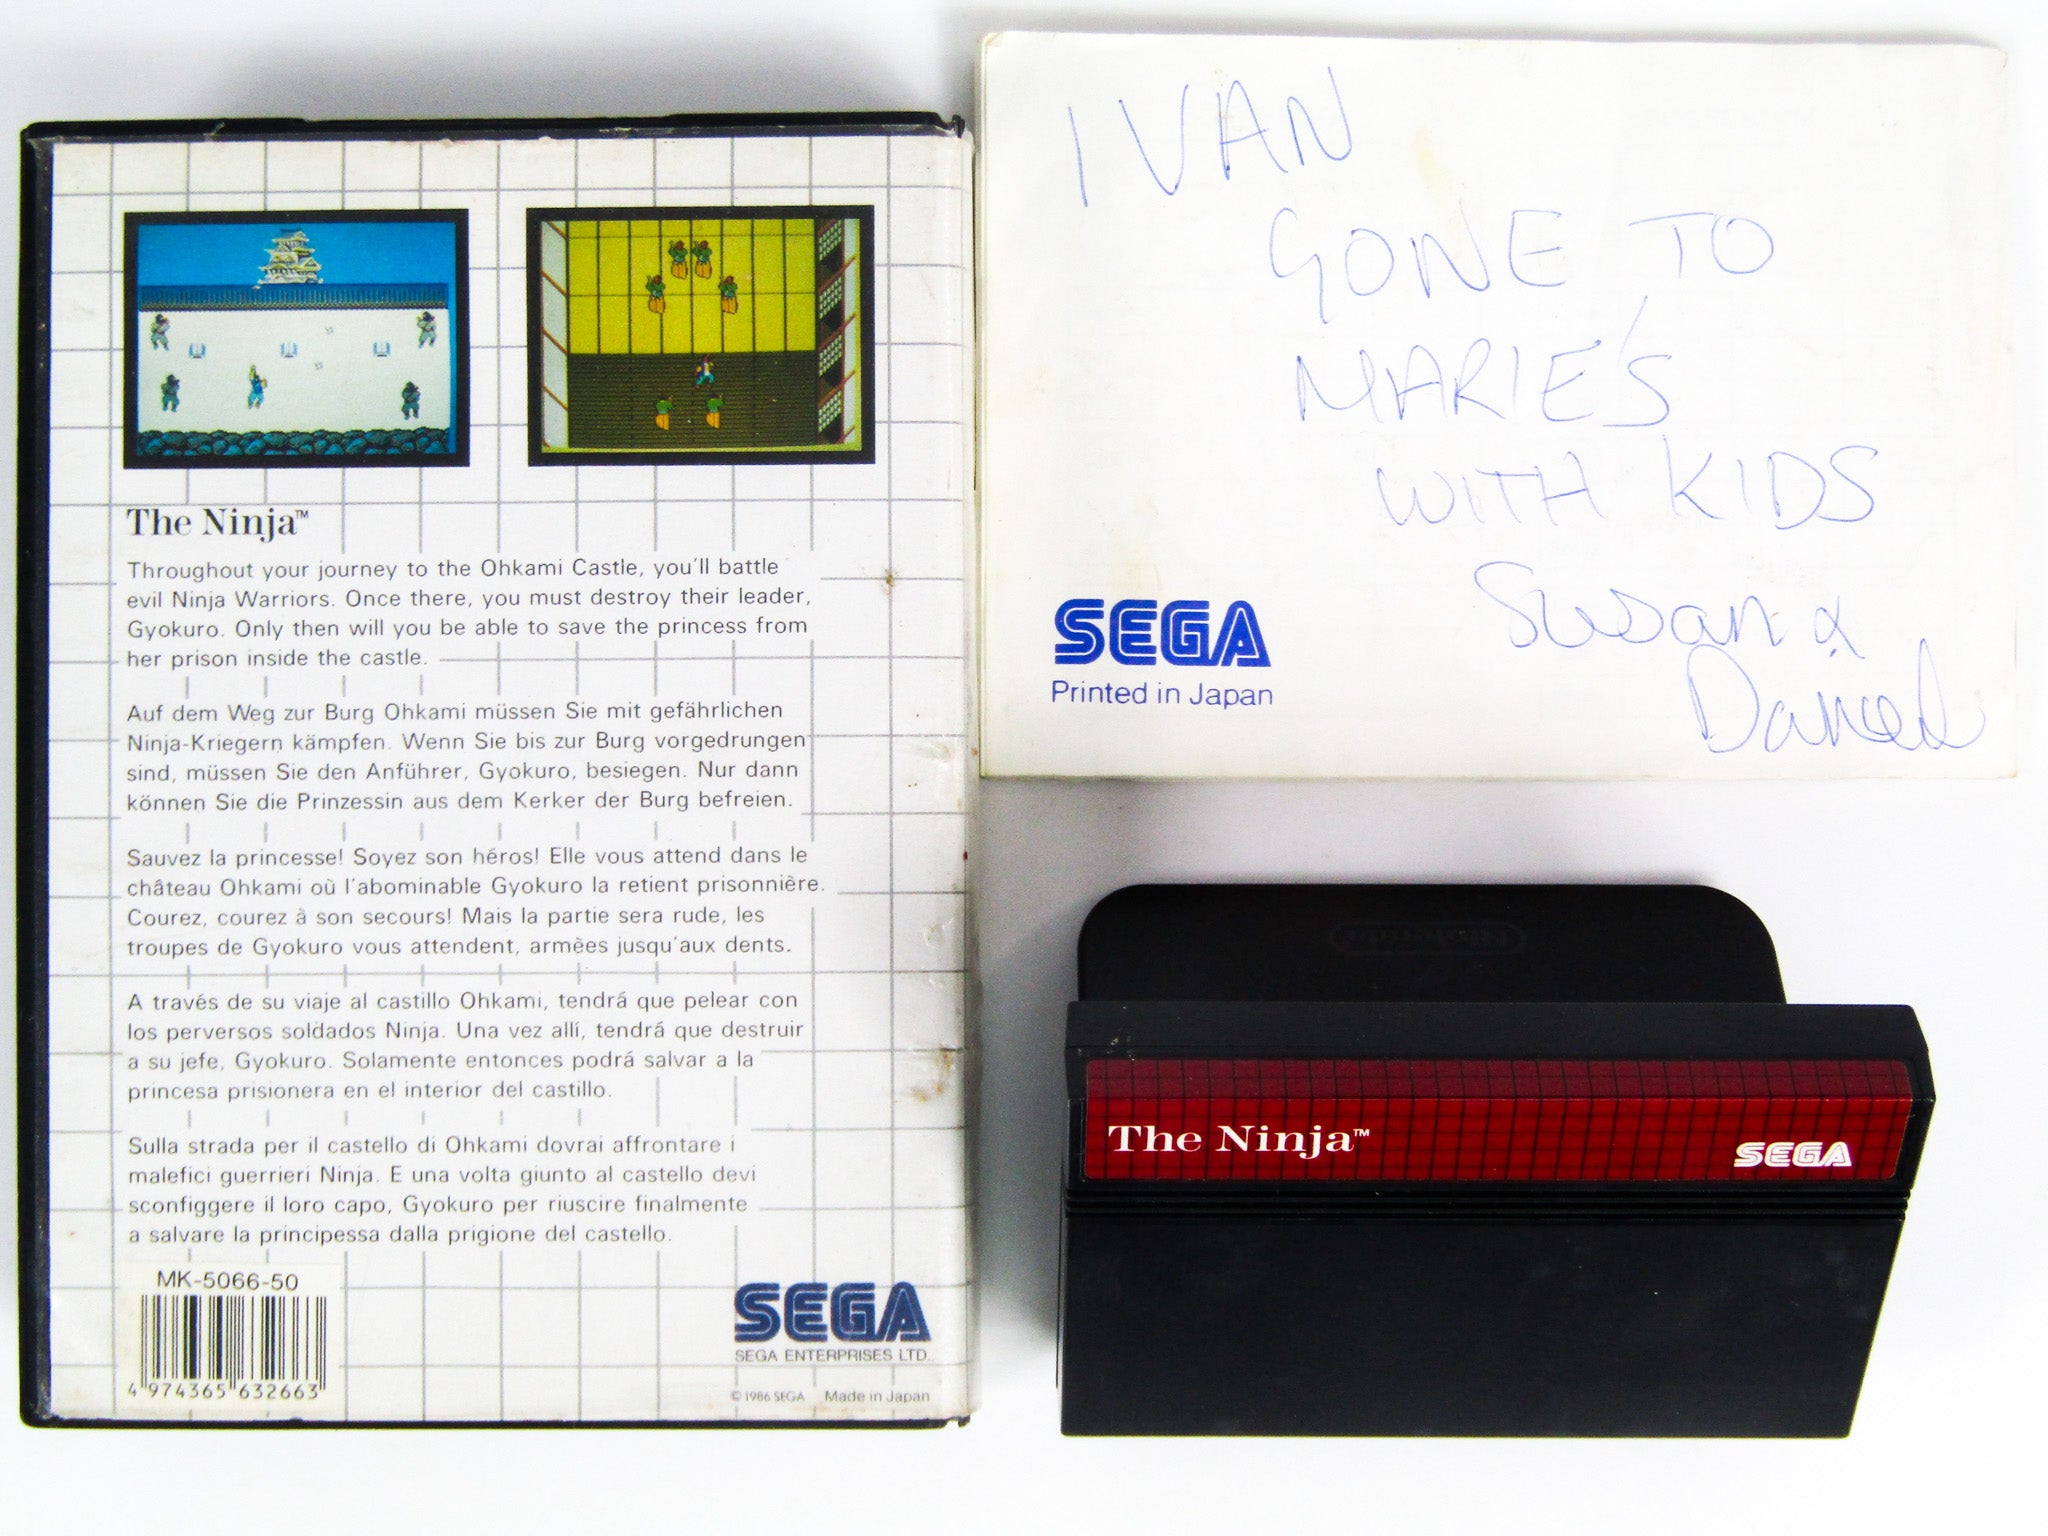 The Ninja™
Throughout your journey to the Ohkami Castle, you'll battle
evil Ninja Warriors. Once there, you must destroy their leader,
Gyokuro. Only then will you be able to save the princess from
her prison inside the castle.
Auf dem Weg zur Burg Ohkami müssen Sie mit gefährlichen
Ninja-Kriegern kämpfen. Wenn Sie bis zur Burg vorgedrungen
sind, müssen Sie den Anführer, Gyokuro, besiegen. Nur dann
können Sie die Prinzessin aus dem Kerker der Burg befreien.
Sauvez la princesse! Soyez son héros! Elle vous attend dans le
château Ohkami où l'abominable Gyokuro la retient prisonnière.
Courez, courez à son secours! Mais la partie sera rude, les
troupes de Gyokuro vous attendent, armèes jusqu'aux dents.
A través de su viaje al castillo Ohkami, tendrá que pelear con
los perversos soldados Ninja. Una vez allí, tendrá que destruir
a su jefe, Gyokuro. Solamente entonces podrá salvar a la
princesa prisionera en el interior del castillo.
Sulla strada per il castello di Ohkami dovrai affrontare i
malefici guerrieri Ninja. E una volta giunto al castello devi
sconfiggere il loro capo, Gyokuro per riuscire finalmente
a salvare la principessa dalla prigione del castello.
MK-5066-50
4 974365 632663
SEGA
SEGA ENTERPRISES LTD.
© 1986 SEGA Made in Japan
IVAN
GONE TO
MARIE'S
WITH KIDS
Susan &
Daniel
SEGA
Printed in Japan
Nintendo
The Ninja™
SEGA